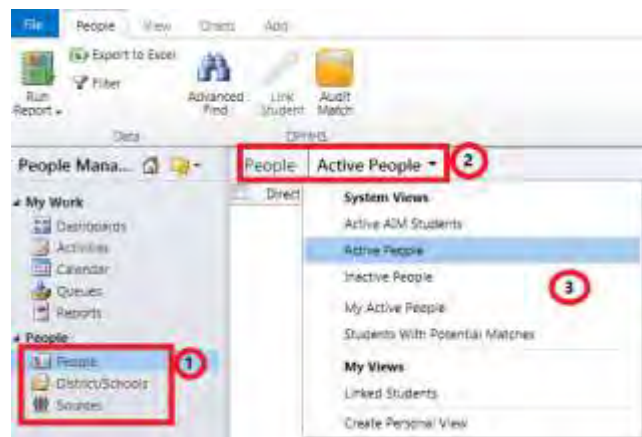 File People View Charts Add
Export to Excel
Filter
Run Report
Advanced Find
Link Student
Audit Match
Data
People Mana...
People Active People
2
Direct
My Work
Dashboards
Activities
Calendar
Queues
Reports
People
People
District/Schools
Sources
1
System Views
Active AIM Students
Active People
Inactive People
My Active People
Students With Potential Matches
3
My Views
Linked Students
Create Personal View